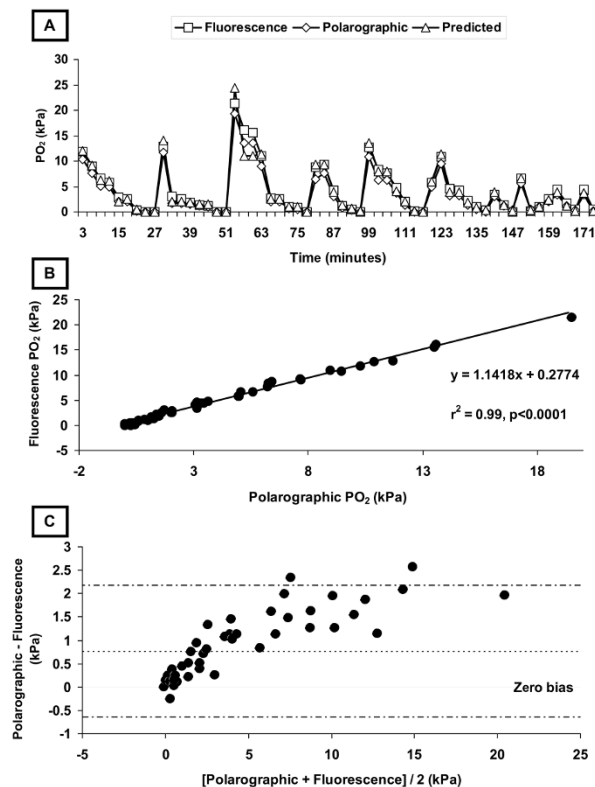 A
Fluorescence Polarographic Predicted
PO2 (kPa)
30
25
20
15
10
5
0
3 15 27 39 51 63 75 87 99 111 123 135 147 159 171
Time (minutes)
B
Fluorescence PO2 (kPa)
25
20
15
10
5
0
-5
y = 1.1418x + 0.2774
r2 = 0.99, p<0.0001
-2 3 8 13 18
Polarographic PO2 (kPa)
C
Polarographic - Fluorescence
(kPa)
3
2.5
2
1.5
1
0.5
0
-0.5
-1
Zero bias
-5 0 5 10 15 20 25
[Polarographic + Fluorescence] / 2 (kPa)